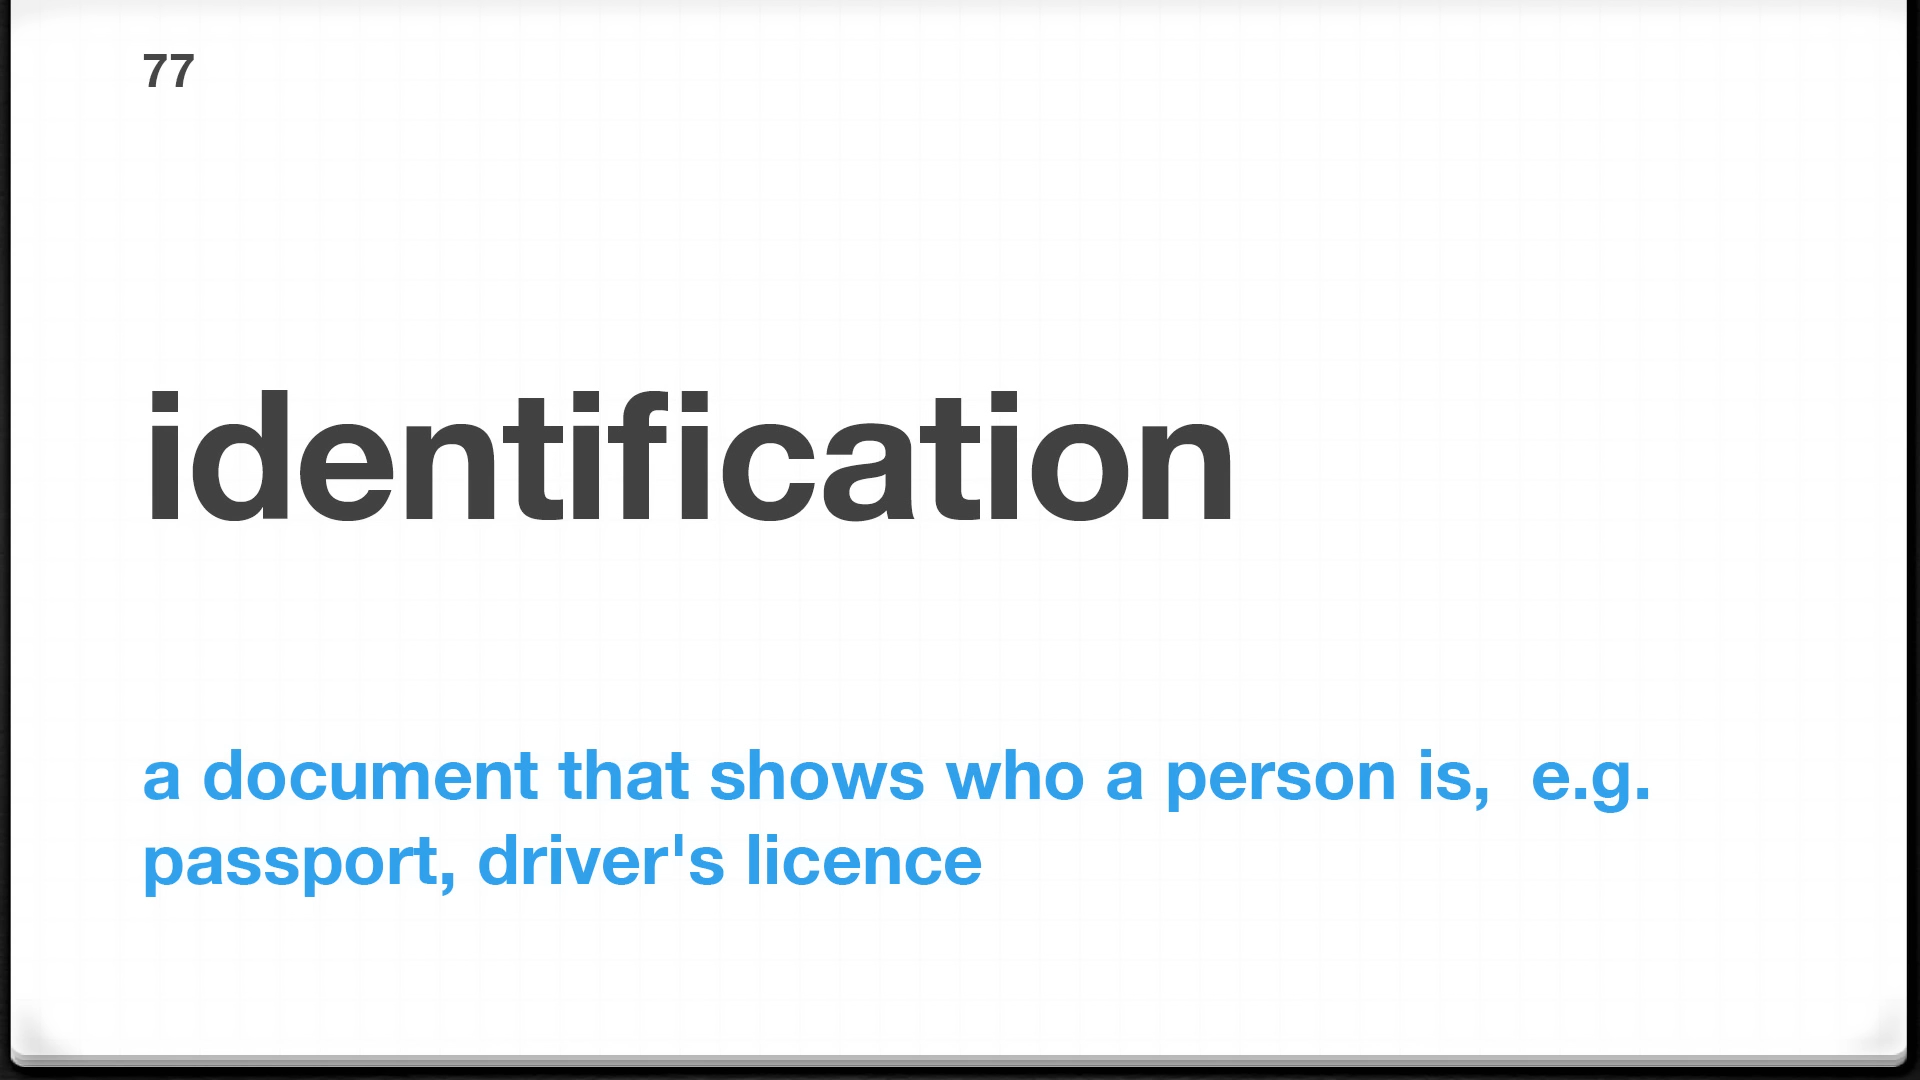 77
identification
a document that shows who a person is,  e.g.
passport, driver's licence